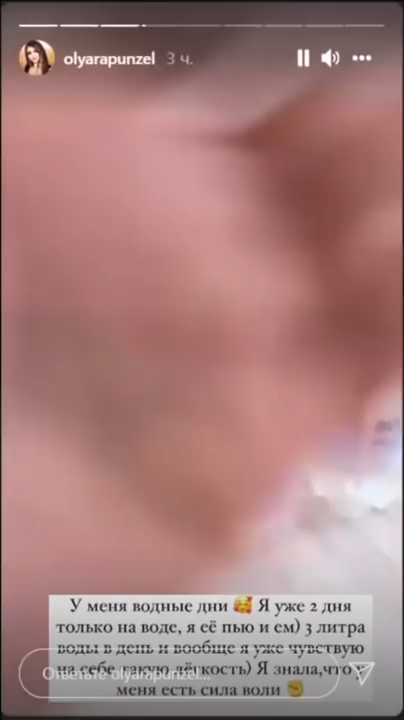 olyarapunzel 3 ч.
У меня водные дни 🥰 Я уже 2 дня
только на воде, я её пью и ем) 3 литра
воды в день и вообще я уже чувствую
на себе такую лёгкость) Я знала,что у
меня есть сила воли ✊
Ответьте olyarapunzel...